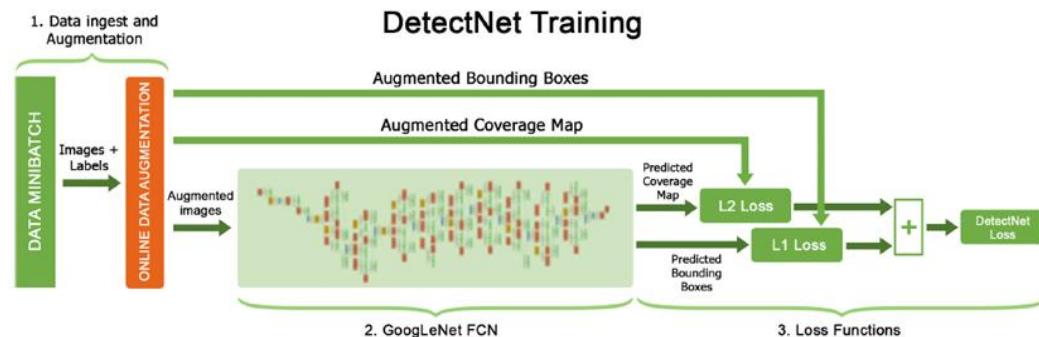 DetectNet Training
1. Data ingest and
Augmentation
DATA MINIBATCH
Images +
Labels
ONLINE DATA AUGMENTATION
Augmented Bounding Boxes
Augmented Coverage Map
Augmented
images
Predicted
Coverage
Map
L2 Loss
L1 Loss
Predicted
Bounding
Boxes
+
DetectNet
Loss
2. GoogLeNet FCN
3. Loss Functions